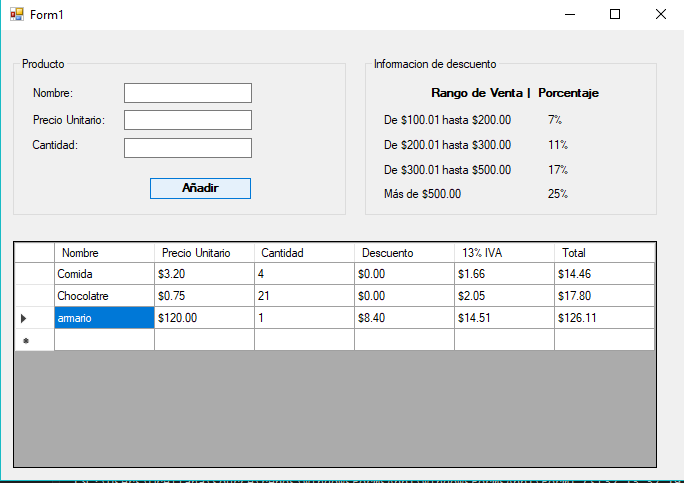 Form1
Producto
Nombre:
Precio Unitario:
Cantidad:
Añadir
Informacion de descuento
Rango de Venta | Porcentaje
De $100.01 hasta $200.00 7%
De $200.01 hasta $300.00 11%
De $300.01 hasta $500.00 17%
Más de $500.00 25%
Nombre Precio Unitario Cantidad Descuento 13% IVA Total
Comida $3.20 4 $0.00 $1.66 $14.46
Chocolatre $0.75 21 $0.00 $2.05 $17.80
armario $120.00 1 $8.40 $14.51 $126.11